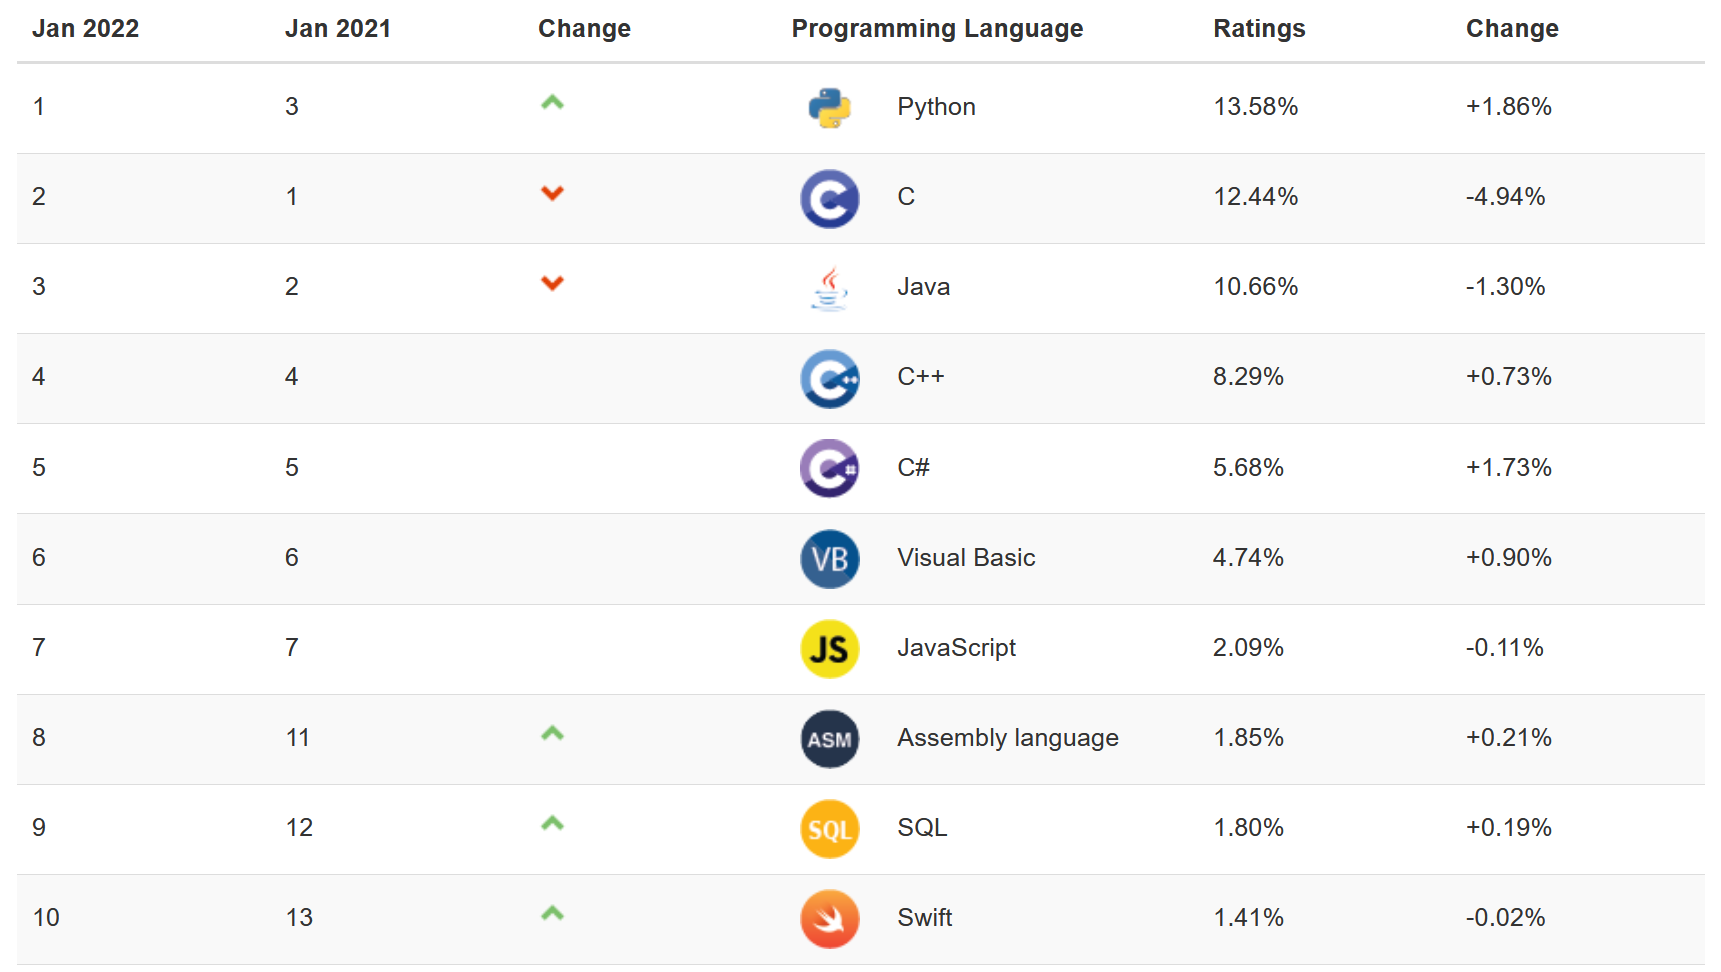 Jan 2022 Jan 2021 Change Programming Language Ratings Change
1 3 Python 13.58% +1.86%
2 1 C C 12.44% -4.94%
3 2 Java 10.66% -1.30%
4 4 C++ C++ 8.29% +0.73%
5 5 C# C# 5.68% +1.73%
6 6 VB Visual Basic 4.74% +0.90%
7 7 JS JavaScript 2.09% -0.11%
8 11 ASM Assembly language 1.85% +0.21%
9 12 SQL SQL 1.80% +0.19%
10 13 Swift 1.41% -0.02%